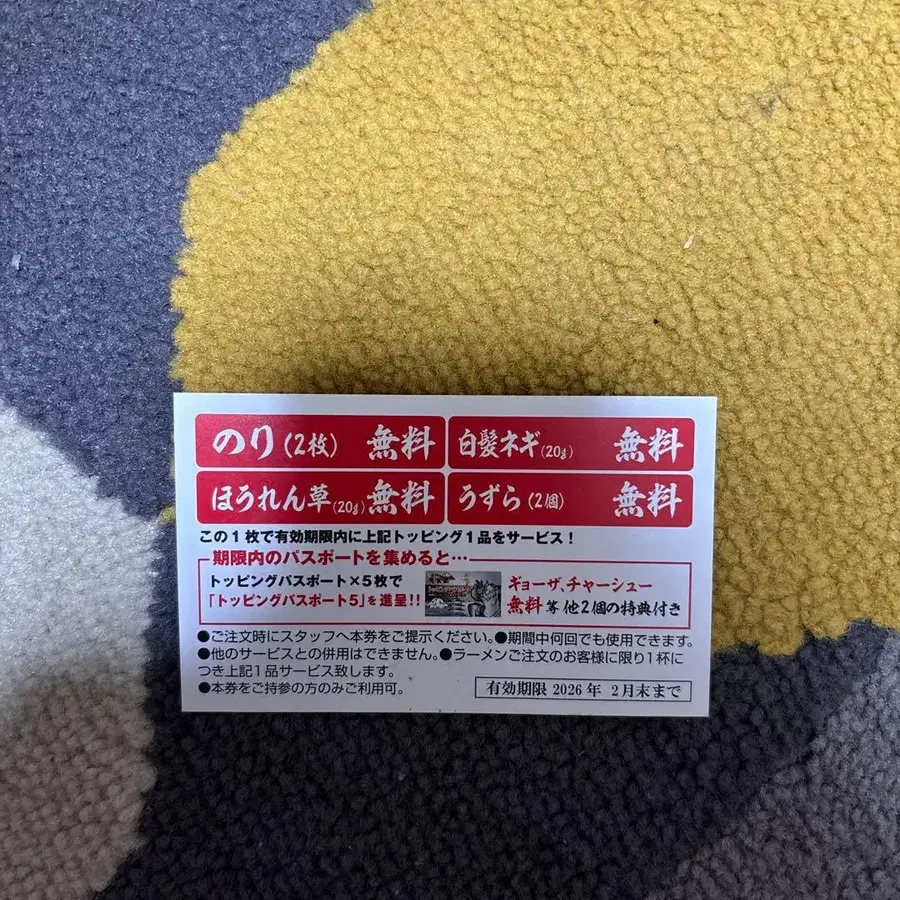 のり(2枚) 無料
白髪ネギ(20g) 無料
ほうれん草(20g) 無料
うずら(2個) 無料
この1枚で有効期限内に上記トッピング1品をサービス!
期限内のパスポートを集めると…
トッピングパスポート×5枚で
「トッピングパスポート5」を進呈!!
ギョーザ、チャーシュー
無料 等 他2個の特典付き
●ご注文時にスタッフへ本券をご提示ください。●期間中何回でも使用できます。
●他のサービスとの併用はできません。●ラーメンご注文のお客様に限り1杯に
つき上記1品サービス致します。
●本券をご持参の方のみご利用可。
有効期限 2026年 2月末まで